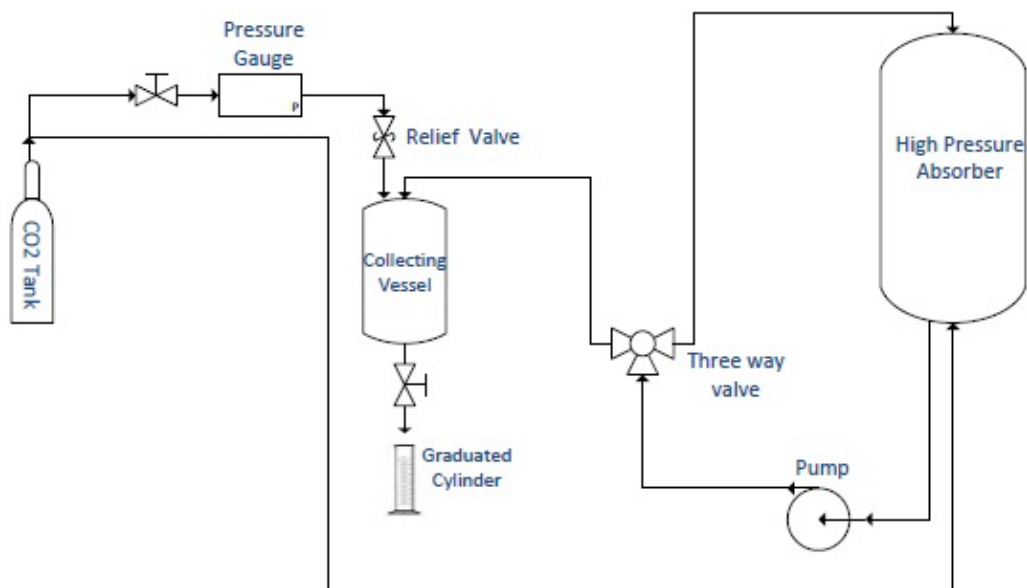 Pressure
Gauge
P
Relief Valve
High Pressure
Absorber
CO2 Tank
Collecting
Vessel
Three way
valve
Graduated
Cylinder
Pump